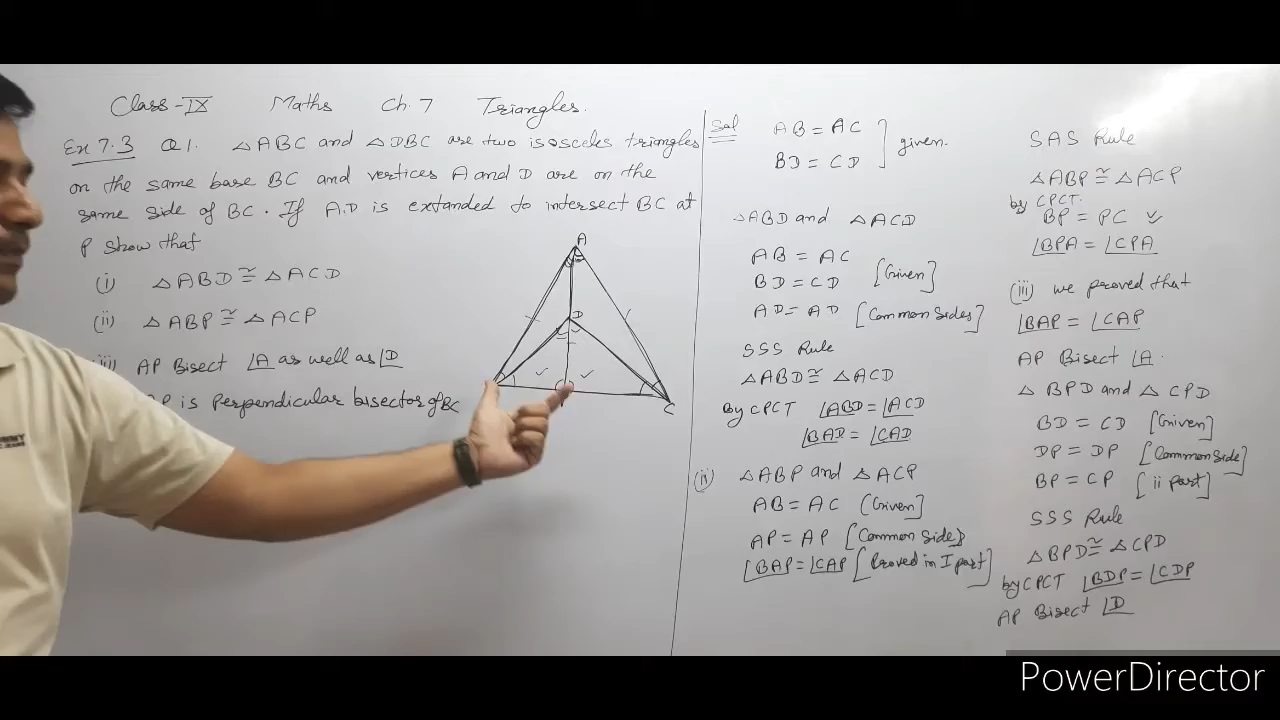 Class-IX Maths Ch. 7 Triangles.
Ex 7.3 Q 1. △ABC and △DBC are two isosceles triangles
on the same base BC and vertices A and D are on the
same side of BC. If A.D is extanded to intersect BC at
P show that
(i) △ABD ≅ △ACD
(ii) △ABP ≅ △ACP
AP Bisect ∠A as well as ∠D
P is Perpendicular bisector of BC
A
D
C
Sol AB = AC
BD = CD ] given.
△ABD and △ACD
AB = AC
BD = CD [Given]
AD = AD [Common Sides]
SSS Rule
△ABD ≅ △ACD
By CPCT ∠ABD = ∠ACD
∠BAD = ∠CAD
(ii) △ABP and △ACP
AB = AC (Given]
AP = AP [Common Side]
∠BAP = ∠CAP [Proved in I part]
SAS Rule
△ABP ≅ △ACP
by CPCT.
BP = PC ✓
∠BPA = ∠CPA
(iii) we proved that
∠BAP = ∠CAP
AP Bisect ∠A.
△BPD and △CPD
BD = CD [Given]
DP = DP [Common Side]
BP = CP [ii part]
SSS Rule
△BPD ≅ △CPD
by CPCT ∠BDP = ∠CDP
AP Bisect ∠D
PowerDirector